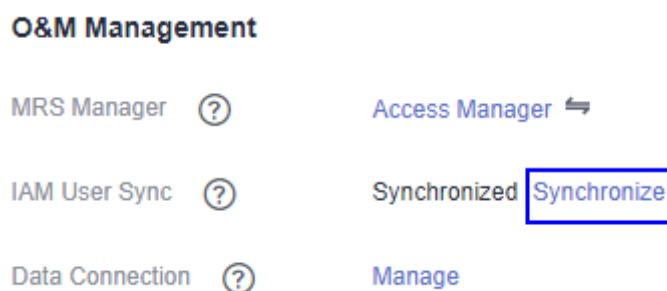 O&M Management
MRS Manager ? Access Manager
IAM User Sync ? Synchronized Synchronize
Data Connection ? Manage